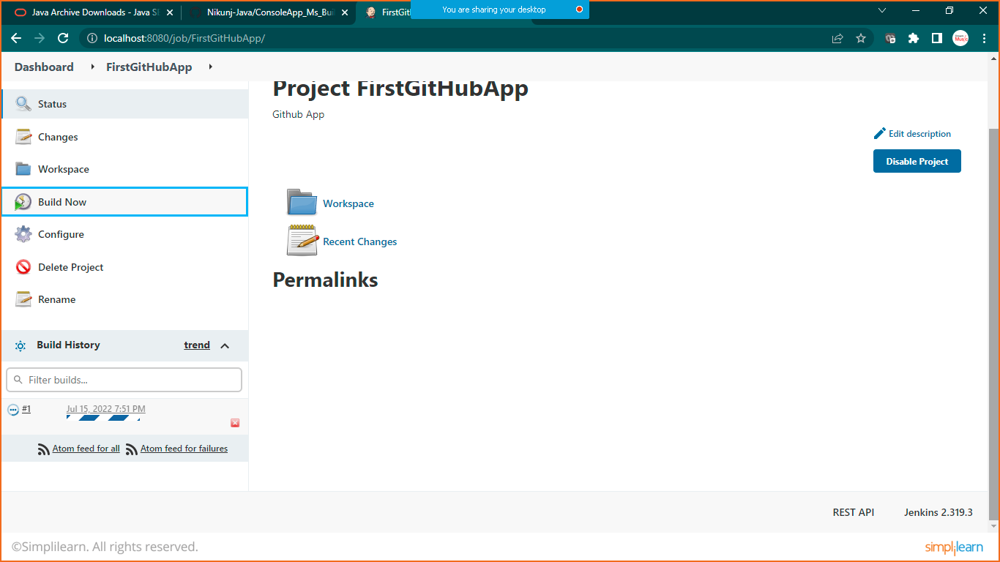 Java Archive Downloads - Java SE
Nikunj-Java/ConsoleApp_Ms_Bui
FirstGitH
You are sharing your desktop
localhost:8080/job/FirstGitHubApp/
Dashboard
FirstGitHubApp
Status
Changes
Workspace
Build Now
Configure
Delete Project
Rename
Build History
trend
Filter builds...
#1
Jul 15, 2022 7:51 PM
Atom feed for all
Atom feed for failures
Project FirstGitHubApp
Github App
Edit description
Disable Project
Workspace
Recent Changes
Permalinks
REST API
Jenkins 2.319.3
©Simplilearn. All rights reserved.
simplilearn